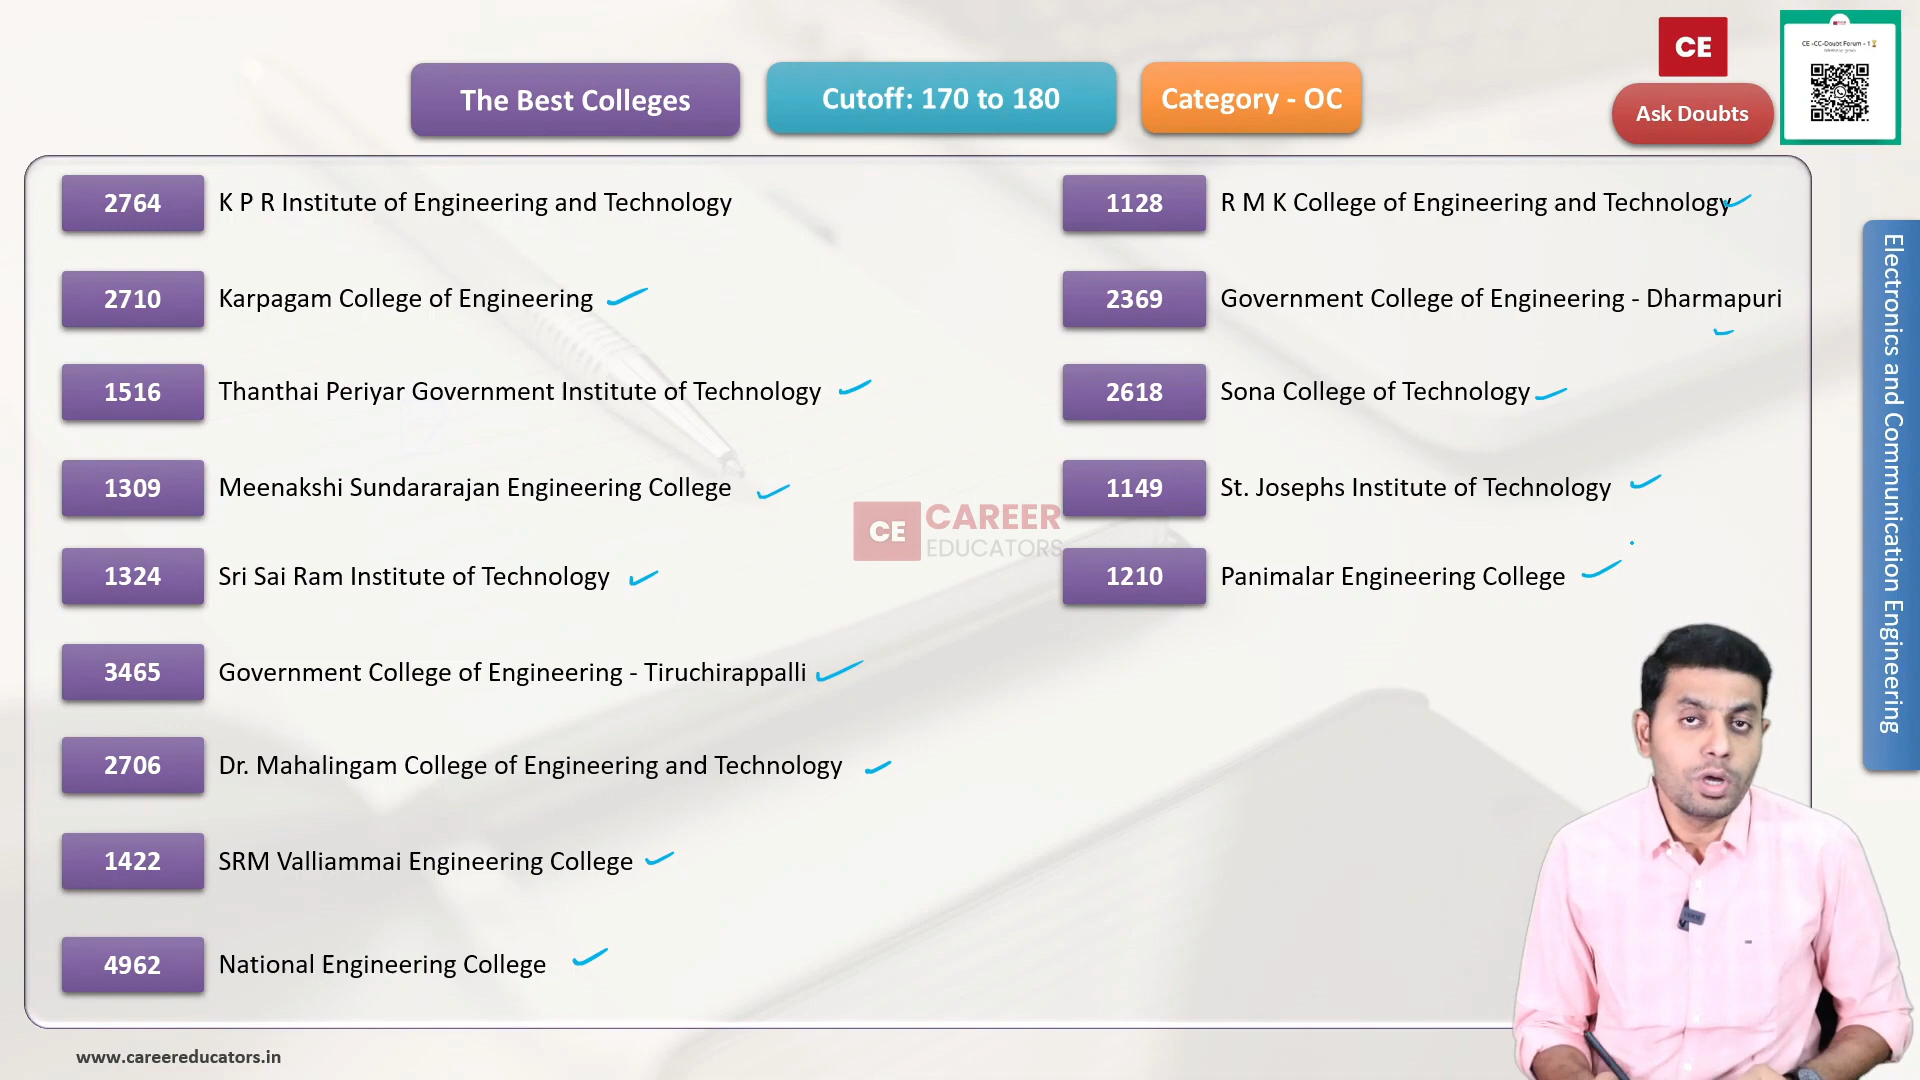 The Best Colleges
Cutoff: 170 to 180
Category - OC
CE
Ask Doubts
CE -CC-Doubt Forum - 1
2764 K P R Institute of Engineering and Technology
2710 Karpagam College of Engineering
1516 Thanthai Periyar Government Institute of Technology
1309 Meenakshi Sundararajan Engineering College
1324 Sri Sai Ram Institute of Technology
3465 Government College of Engineering - Tiruchirappalli
2706 Dr. Mahalingam College of Engineering and Technology
1422 SRM Valliammai Engineering College
4962 National Engineering College
1128 R M K College of Engineering and Technology
2369 Government College of Engineering - Dharmapuri
2618 Sona College of Technology
1149 St. Josephs Institute of Technology
1210 Panimalar Engineering College
CE CAREER
EDUCATORS
Electronics and Communication Engineering
www.careereducators.in